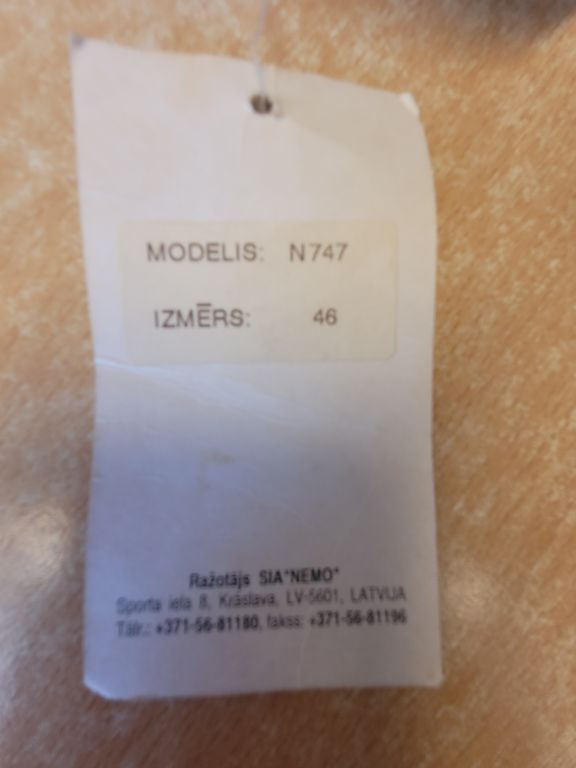 MODELIS: N747
IZMĒRS: 46
Ražotājs SIA "NEMO"
Sporta iela 8, Krāslava, LV-5601, LATVIJA
Tālr.: +371-56-81180, fakss: +371-56-81196